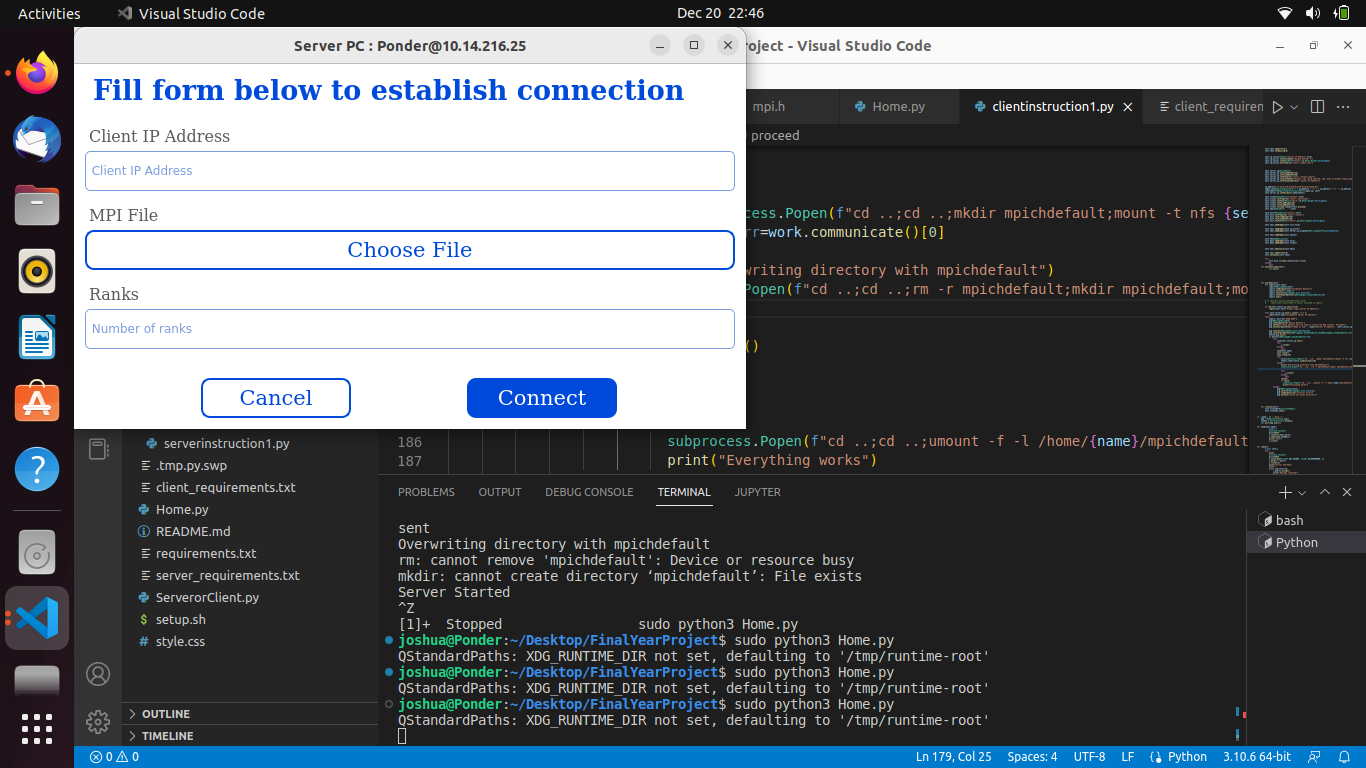 Activities
Visual Studio Code
Dec 20 22:46
Server PC : Ponder@10.14.216.25
oject - Visual Studio Code
Fill form below to establish connection
Client IP Address
Client IP Address
MPI File
Choose File
Ranks
Number of ranks
Cancel
Connect
mpi.h
Home.py
clientinstruction1.py
client_requirem
proceed
cess.Popen(f"cd ..;cd ..;mkdir mpichdefault;mount -t nfs {se
rr=work.communicate()[0]
writing directory with mpichdefault")
Popen(f"cd ..;cd ..;rm -r mpichdefault;mkdir mpichdefault;mo
()
186 subprocess.Popen(f"cd ..;cd ..;umount -f -l /home/{name}/mpichdefault
187 print("Everything works")
serverinstruction1.py
.tmp.py.swp
client_requirements.txt
Home.py
README.md
requirements.txt
server_requirements.txt
ServerorClient.py
setup.sh
style.css
OUTLINE
TIMELINE
PROBLEMS
OUTPUT
DEBUG CONSOLE
TERMINAL
JUPYTER
bash
Python
sent
Overwriting directory with mpichdefault
rm: cannot remove 'mpichdefault': Device or resource busy
mkdir: cannot create directory ‘mpichdefault’: File exists
Server Started
^Z
[1]+  Stopped                 sudo python3 Home.py
joshua@Ponder:~/Desktop/FinalYearProject$ sudo python3 Home.py
QStandardPaths: XDG_RUNTIME_DIR not set, defaulting to '/tmp/runtime-root'
joshua@Ponder:~/Desktop/FinalYearProject$ sudo python3 Home.py
QStandardPaths: XDG_RUNTIME_DIR not set, defaulting to '/tmp/runtime-root'
joshua@Ponder:~/Desktop/FinalYearProject$ sudo python3 Home.py
QStandardPaths: XDG_RUNTIME_DIR not set, defaulting to '/tmp/runtime-root'
0 0
Ln 179, Col 25
Spaces: 4
UTF-8
LF
Python
3.10.6 64-bit